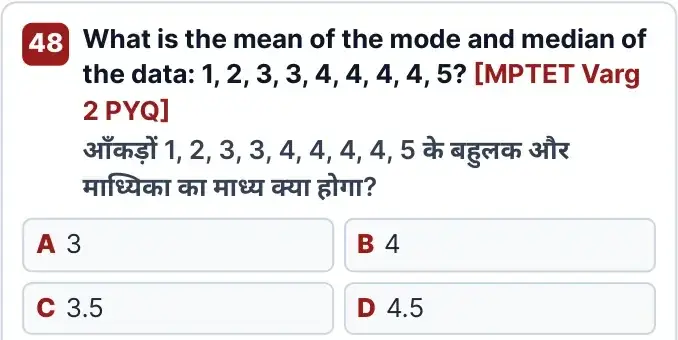 48 What is the mean of the mode and median of
the data: 1, 2, 3, 3, 4, 4, 4, 4, 5? [MPTET Varg
2 PYQ]
आँकड़ों 1, 2, 3, 3, 4, 4, 4, 4, 5 के बहुलक और
माध्यिका का माध्य क्या होगा?
A 3
B 4
C 3.5
D 4.5